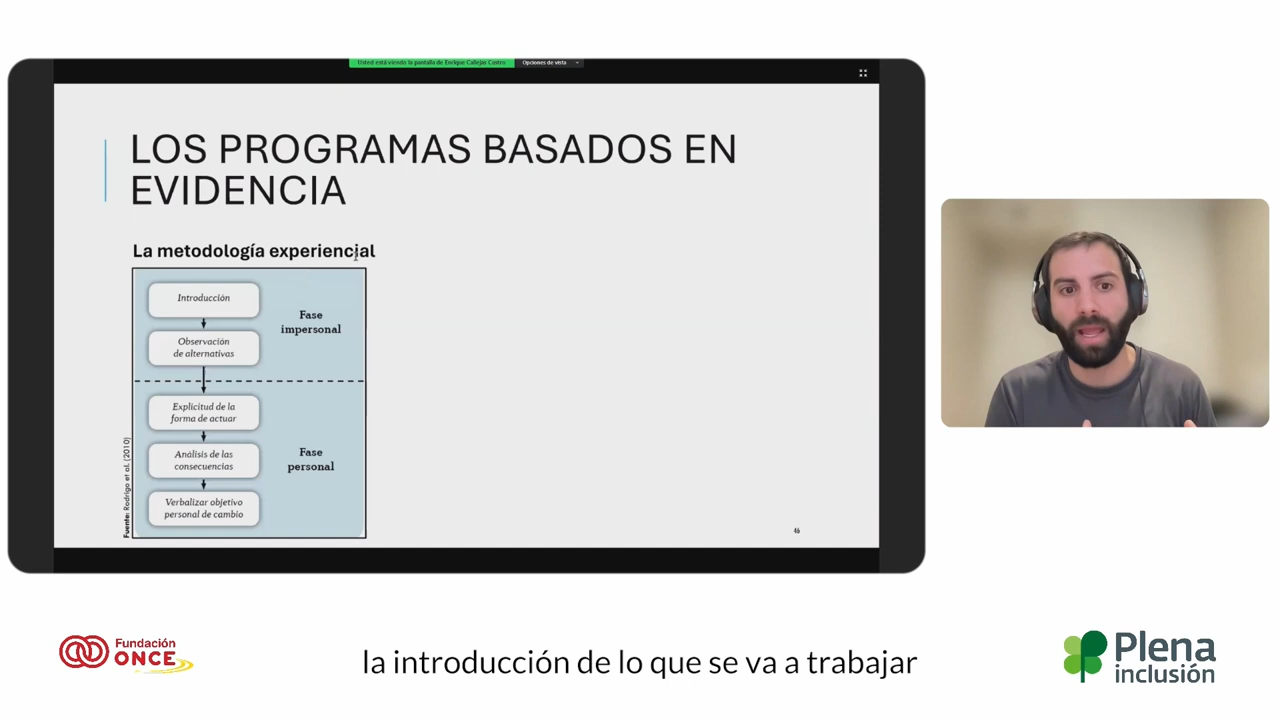 Usted está viendo la pantalla de Enrique Callejas Castro
Opciones de vista
LOS PROGRAMAS BASADOS EN
EVIDENCIA
La metodología experiencial
Introducción
Observación
de alternativas
Fase
impersonal
Explicitud de la
forma de actuar
Análisis de las
consecuencias
Verbalizar objetivo
personal de cambio
Fase
personal
Fuente: Rodrigo et al. (2010)
46
Fundación
ONCE
la introducción de lo que se va a trabajar
Plena
inclusión